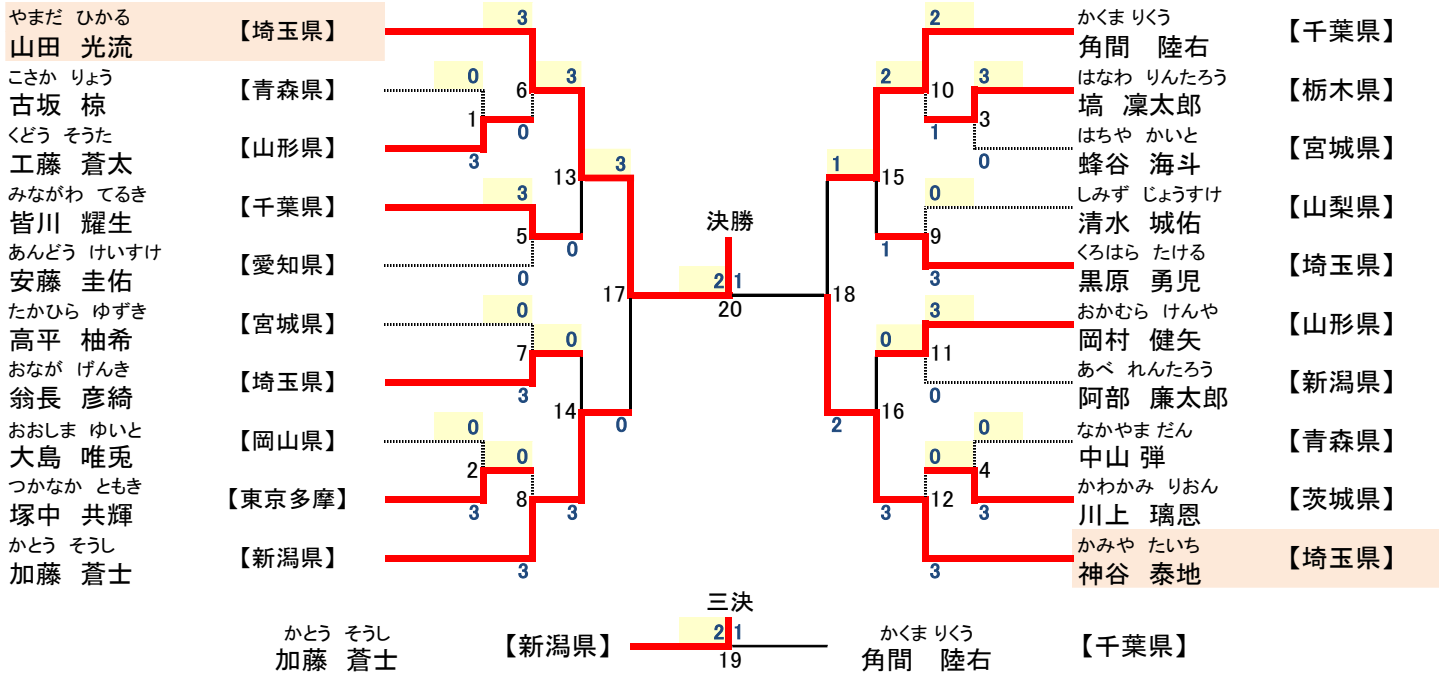 やまだ ひかる
山田 光流 【埼玉県】
こさか りょう
古坂 椋 【青森県】
くどう そうた
工藤 蒼太 【山形県】
みながわ てるき
皆川 耀生 【千葉県】
あんどう けいすけ
安藤 圭佑 【愛知県】
たかひら ゆずき
高平 柚希 【宮城県】
おなが げんき
翁長 彦綺 【埼玉県】
おおしま ゆいと
大島 唯兎 【岡山県】
つかなか ともき
塚中 共輝 【東京多摩】
かとう そうし
加藤 蒼士 【新潟県】
3
0
3
6
1
0
3
13
3
3
5
0
0
17
0
0
7
3
14
0
0
0
2
8
3
3
3
決勝
2 1
20
2
2
10
3
3
1
0
1
15
0
9
1
3
18
3
0
11
0
16
2
0
0
4
12
3
3
3
かくま りくう
角間 陸右 【千葉県】
はなわ りんたろう
塙 凜太郎 【栃木県】
はちや かいと
蜂谷 海斗 【宮城県】
しみず じょうすけ
清水 城佑 【山梨県】
くろはら たける
黒原 勇児 【埼玉県】
おかむら けんや
岡村 健矢 【山形県】
あべ れんたろう
阿部 廉太郎 【新潟県】
なかやま だん
中山 弾 【青森県】
かわかみ りおん
川上 璃恩 【茨城県】
かみや たいち
神谷 泰地 【埼玉県】
三決
かとう そうし
加藤 蒼士 【新潟県】
2 1
19
かくま りくう
角間 陸右 【千葉県】